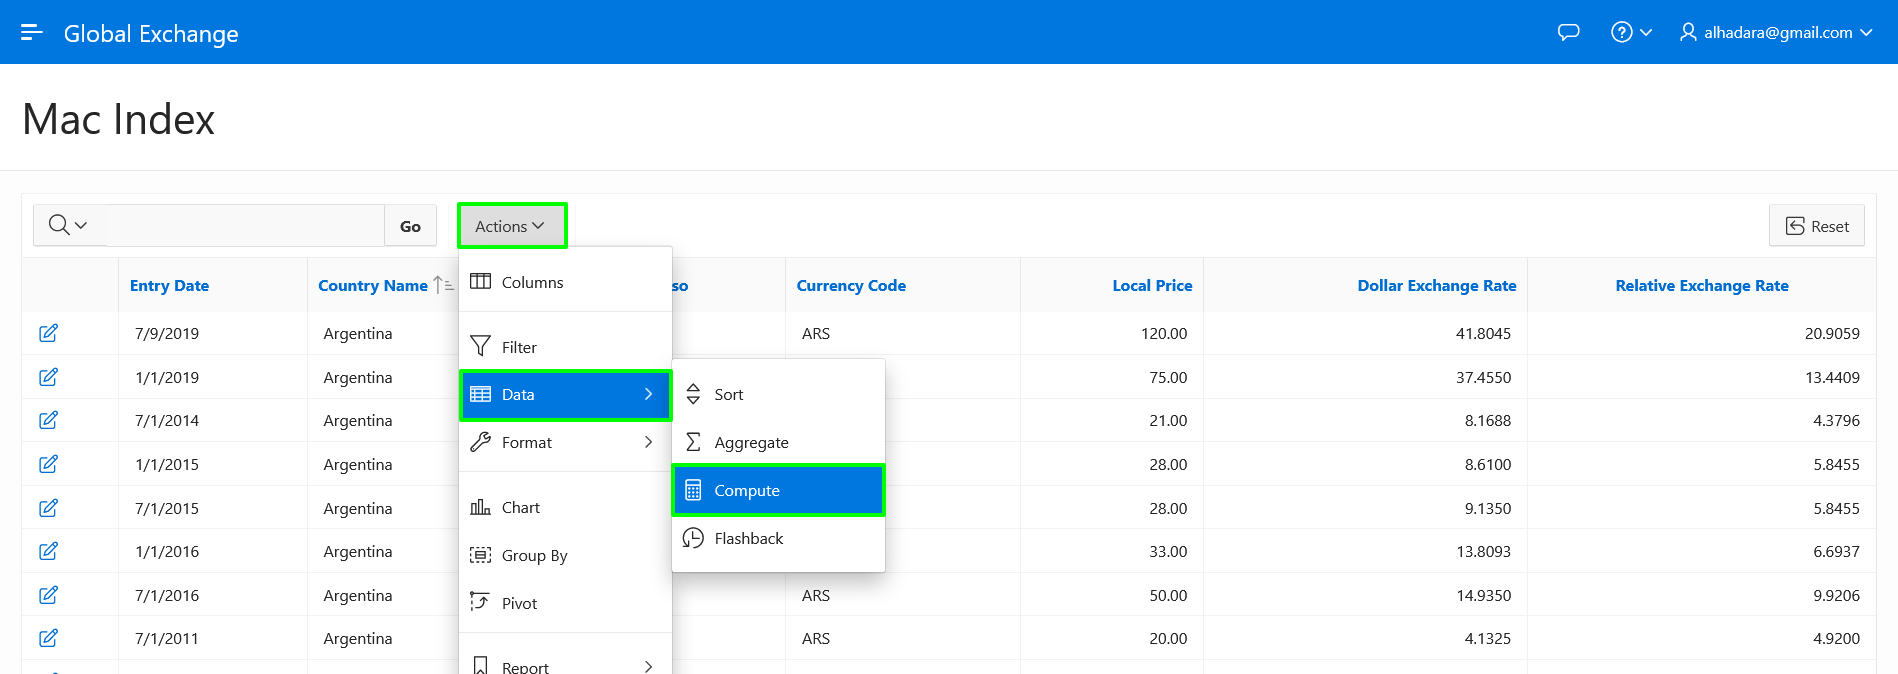 Global Exchange
alhadara@gmail.com
Mac Index
Go
Actions
Reset
Entry Date Country Name so Currency Code Local Price Dollar Exchange Rate Relative Exchange Rate
7/9/2019 Argentina ARS 120.00 41.8045 20.9059
1/1/2019 Argentina 75.00 37.4550 13.4409
7/1/2014 Argentina 21.00 8.1688 4.3796
1/1/2015 Argentina 28.00 8.6100 5.8455
7/1/2015 Argentina 28.00 9.1350 5.8455
1/1/2016 Argentina 33.00 13.8093 6.6937
7/1/2016 Argentina ARS 50.00 14.9350 9.9206
7/1/2011 Argentina ARS 20.00 4.1325 4.9200
Columns
Filter
Data
Format
Chart
Group By
Pivot
Report
Sort
Aggregate
Compute
Flashback